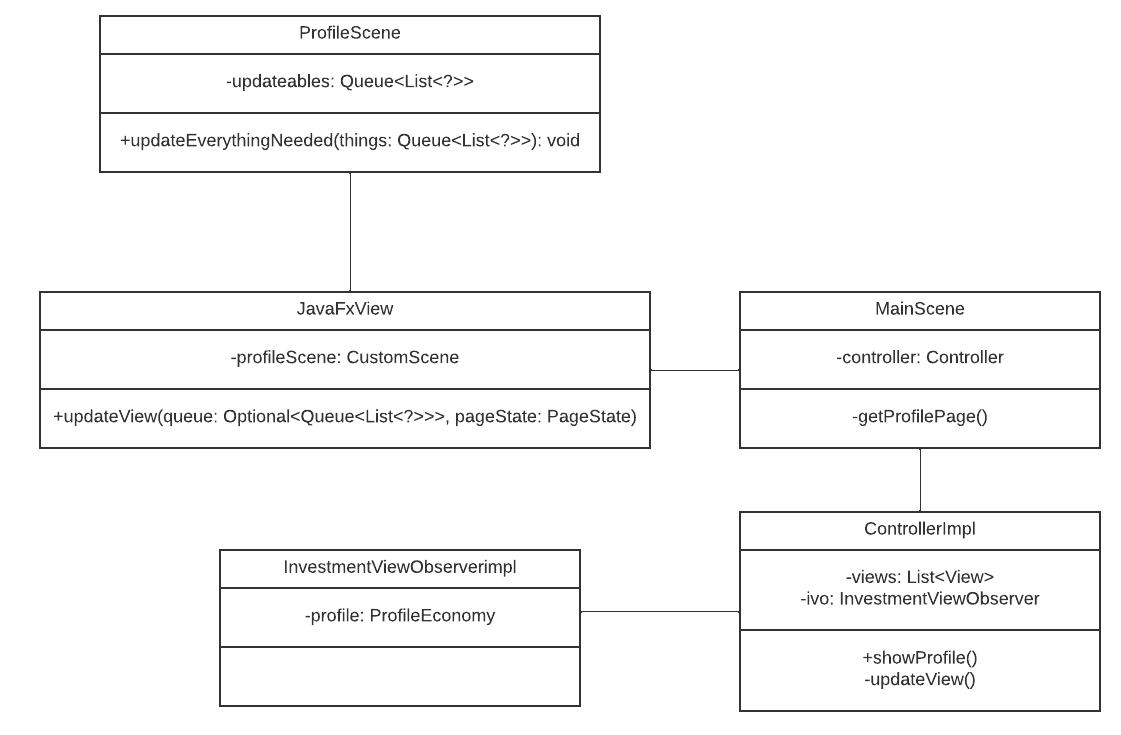 ProfileScene
-updateables: Queue<List<?>>
+updateEverythingNeeded(things: Queue<List<?>>): void
JavaFxView
-profileScene: CustomScene
+updateView(queue: Optional<Queue<List<?>>>, pageState: PageState)
MainScene
-controller: Controller
-getProfilePage()
InvestmentViewObserverimpl
-profile: ProfileEconomy
ControllerImpl
-views: List<View>
-ivo: InvestmentViewObserver
+showProfile()
-updateView()